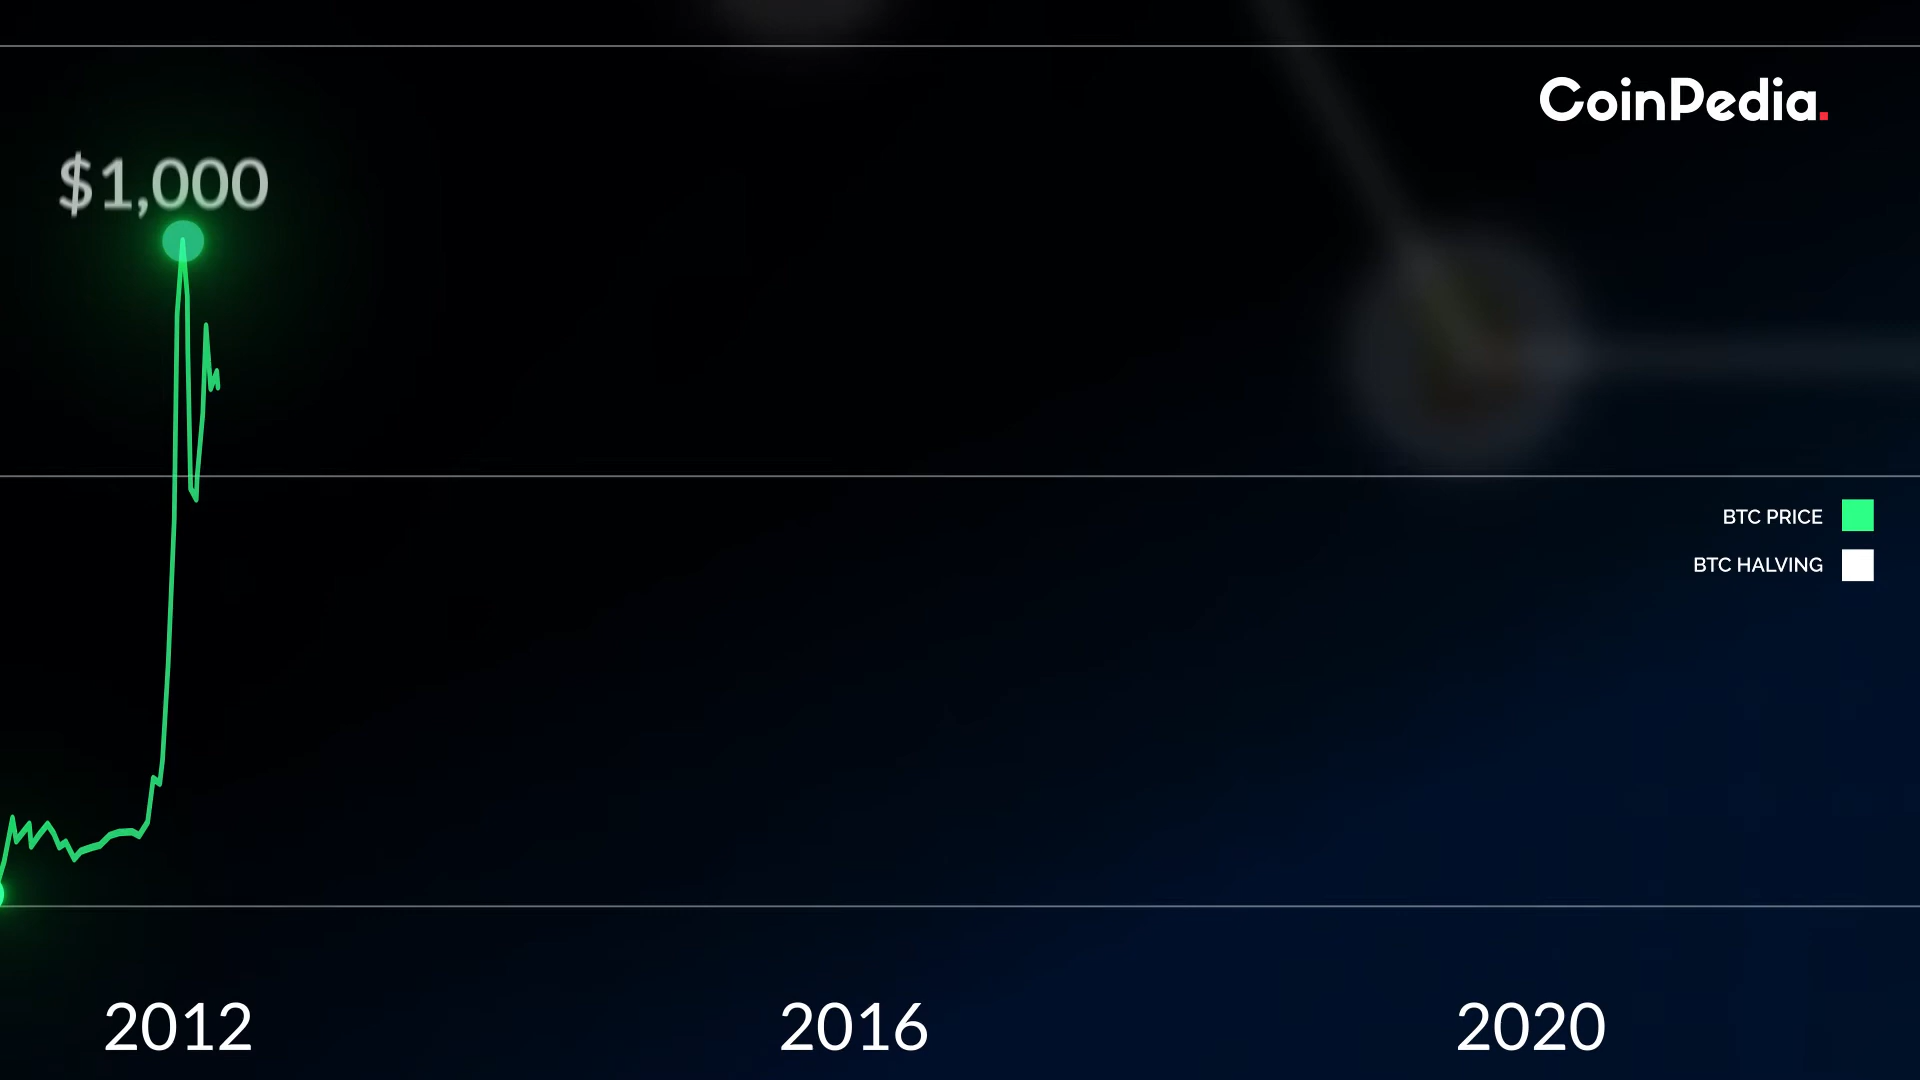 CoinPedia.
$1,000
BTC PRICE
BTC HALVING
2012
2016
2020